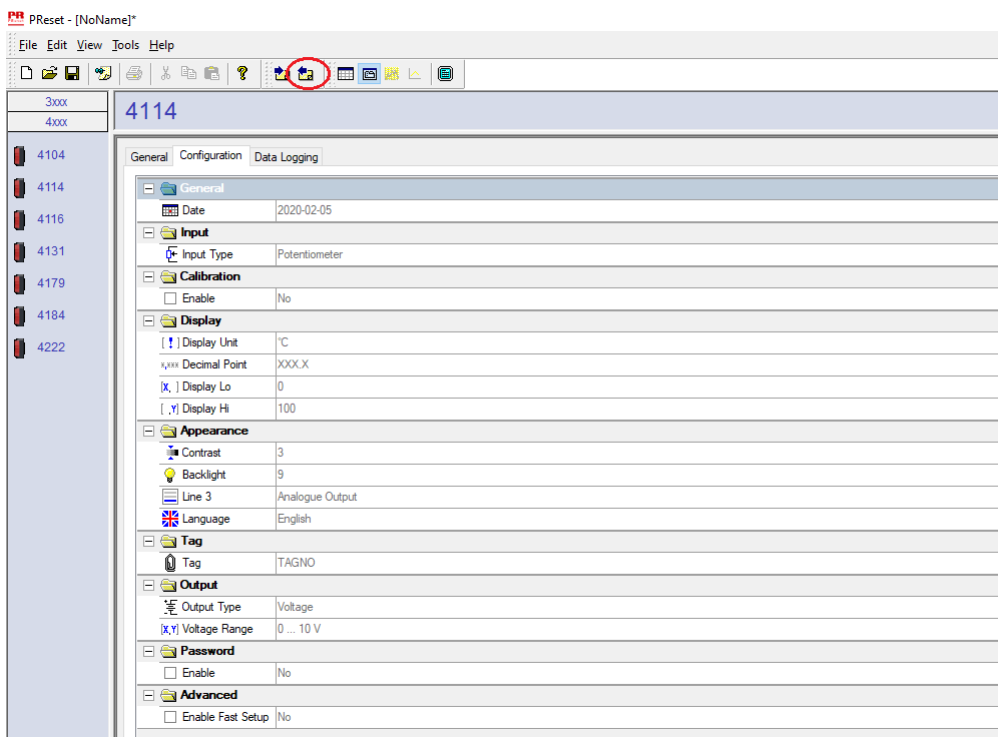 PR PReset - [NoName]*
File Edit View Tools Help
3xxx
4xxx
4114
4104
4114
4116
4131
4179
4184
4222
General Configuration Data Logging
General
Date 2020-02-05
Input
Input Type Potentiometer
Calibration
Enable No
Display
[ ! ] Display Unit °C
x,xxx Decimal Point XXX.X
[X, ] Display Lo 0
[ ,Y] Display Hi 100
Appearance
Contrast 3
Backlight 9
Line 3 Analogue Output
Language English
Tag
Tag TAGNO
Output
Output Type Voltage
[X,Y] Voltage Range 0 ... 10 V
Password
Enable No
Advanced
Enable Fast Setup No